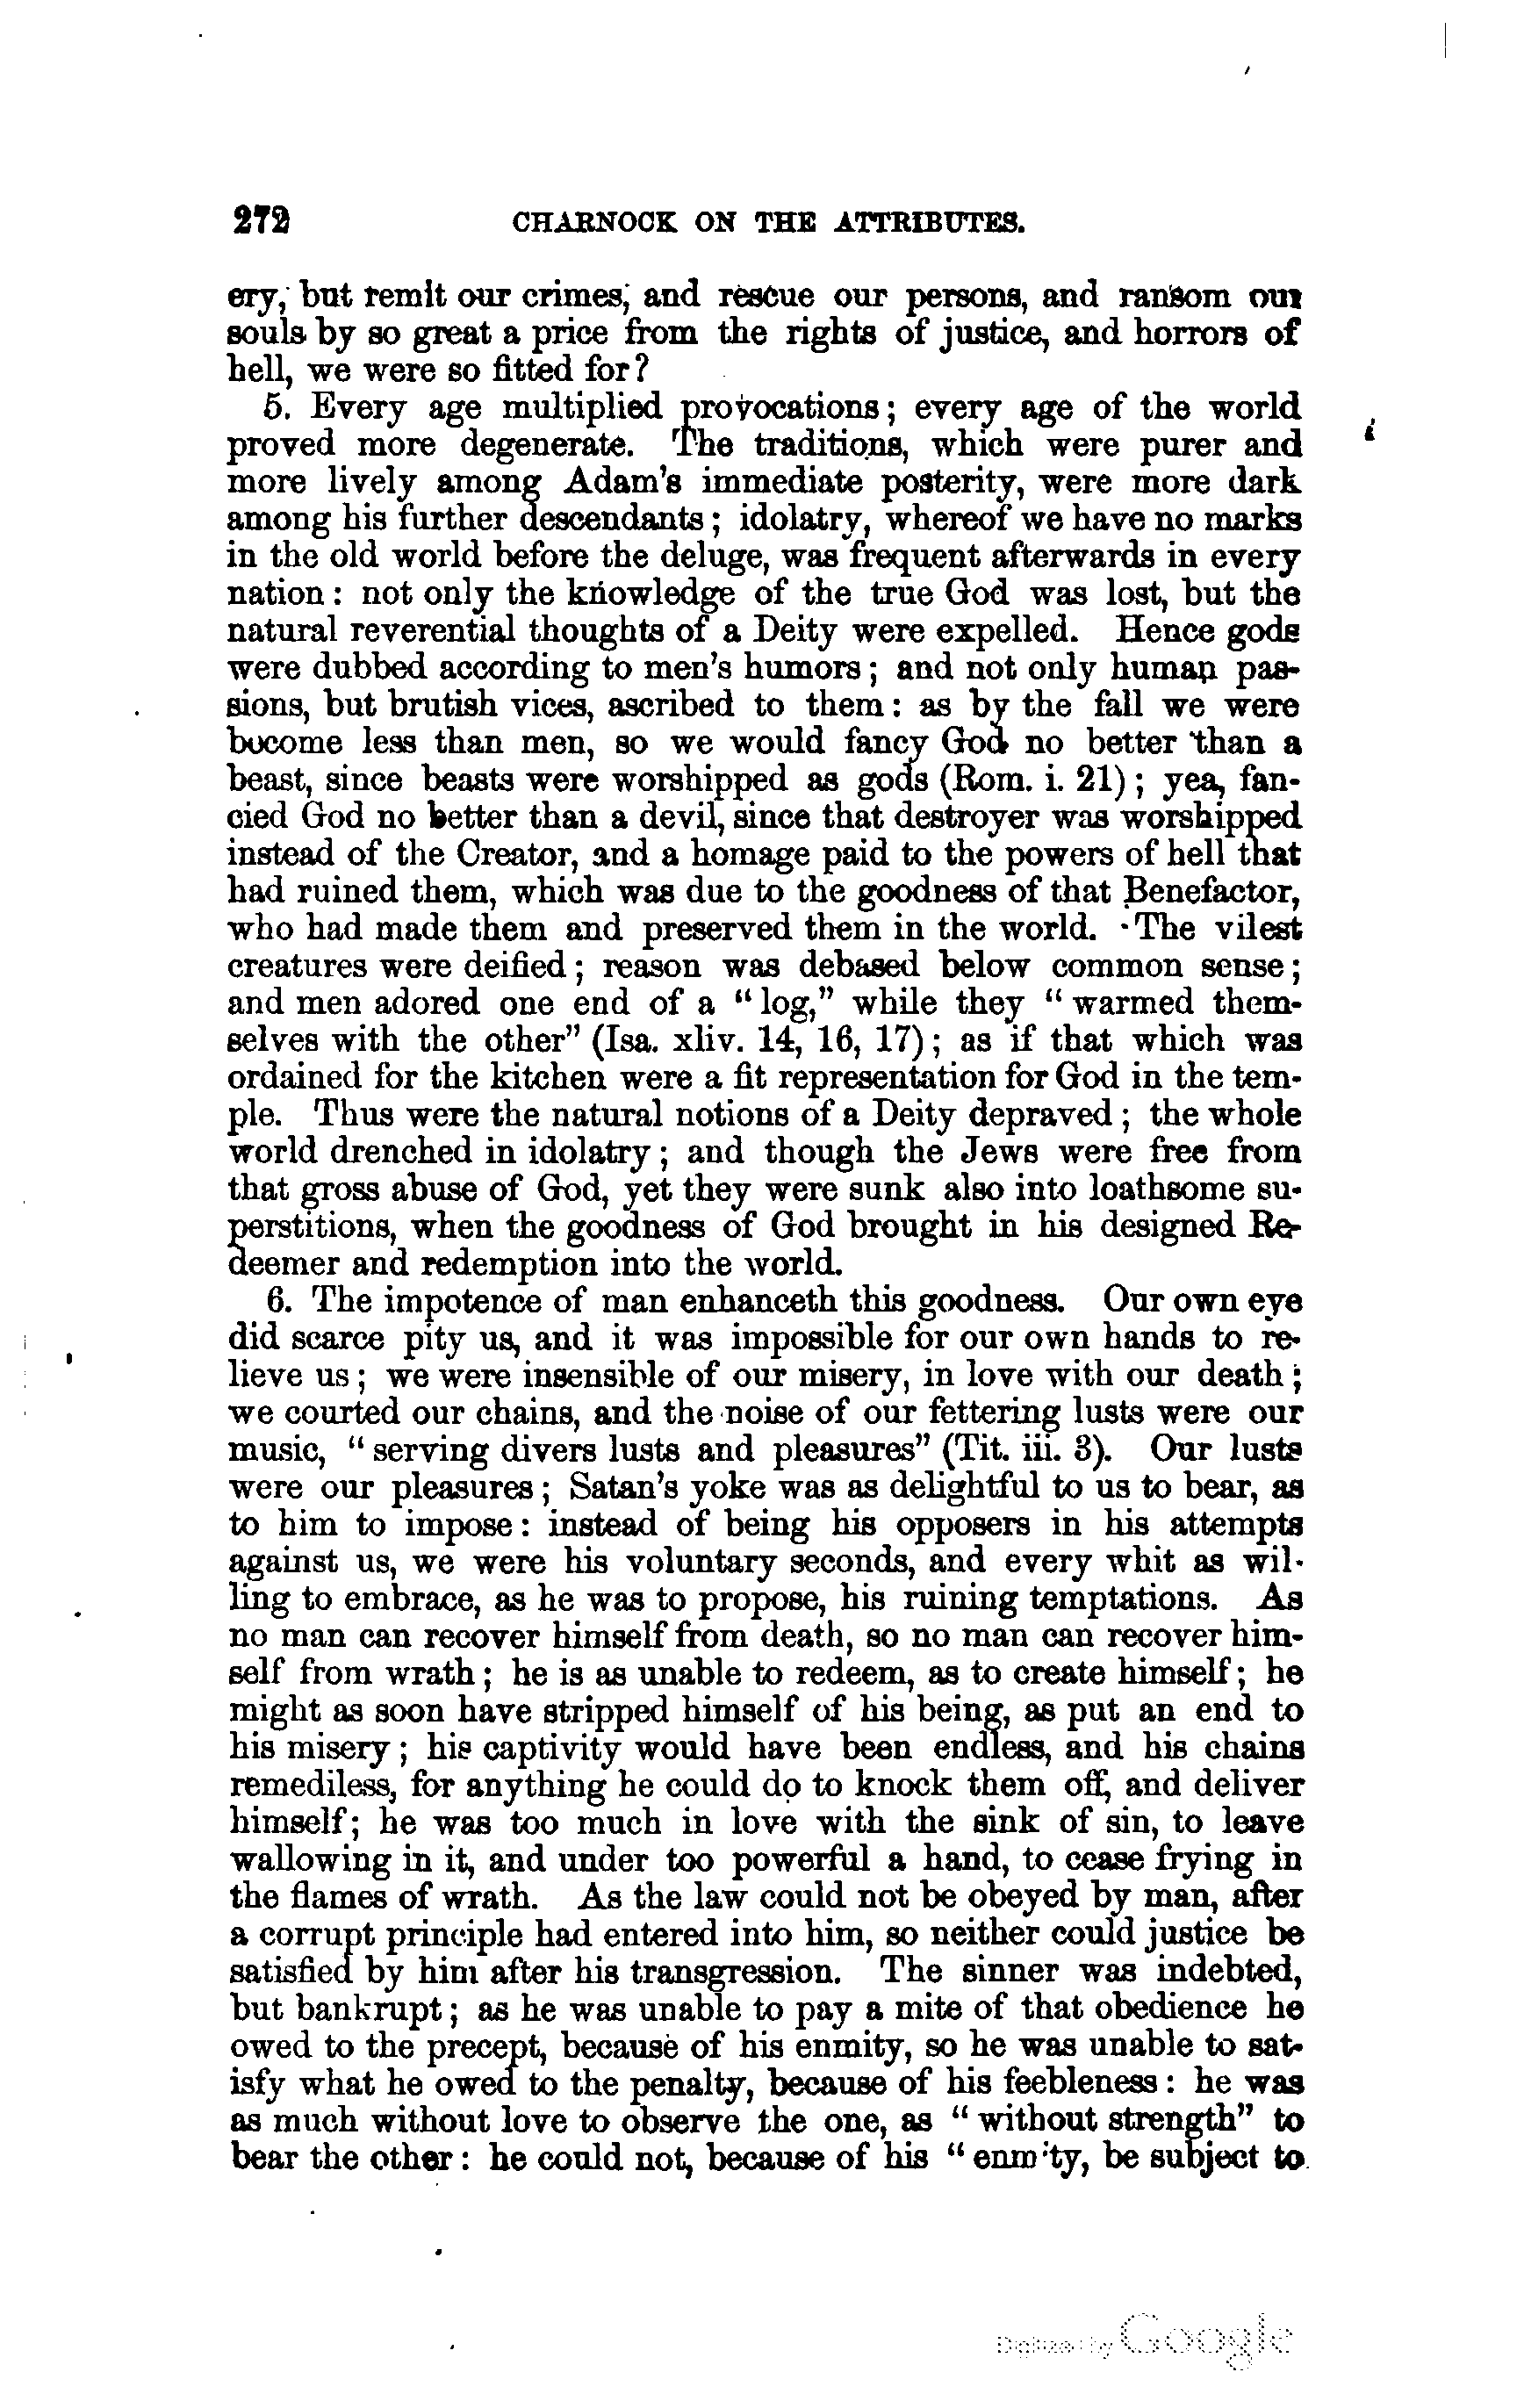 272 CHARNOCK ON THE ATTRIBUTES.
ery, but remit our crimes, and rescue our persons, and ransom our
souls by so great a price from the rights of justice, and horrors of
hell, we were so fitted for?
5. Every age multiplied provocations; every age of the world
proved more degenerate. The traditions, which were purer and
more lively among Adam's immediate posterity, were more dark
among his further descendants; idolatry, whereof we have no marks
in the old world before the deluge, was frequent afterwards in every
nation: not only the knowledge of the true God was lost, but the
natural reverential thoughts of a Deity were expelled. Hence gods
were dubbed according to men's humors; and not only human pas-
sions, but brutish vices, ascribed to them: as by the fall we were
become less than men, so we would fancy God no better than a
beast, since beasts were worshipped as gods (Rom. i. 21); yea, fan-
cied God no better than a devil, since that destroyer was worshipped
instead of the Creator, and a homage paid to the powers of hell that
had ruined them, which was due to the goodness of that Benefactor,
who had made them and preserved them in the world. The vilest
creatures were deified; reason was debased below common sense;
and men adored one end of a "log," while they "warmed them-
selves with the other" (Isa. xliv. 14, 16, 17); as if that which was
ordained for the kitchen were a fit representation for God in the tem-
ple. Thus were the natural notions of a Deity depraved; the whole
world drenched in idolatry; and though the Jews were free from
that gross abuse of God, yet they were sunk also into loathsome su-
perstitions, when the goodness of God brought in his designed Re-
deemer and redemption into the world.
6. The impotence of man enhanceth this goodness. Our own eye
did scarce pity us, and it was impossible for our own hands to re-
lieve us; we were insensible of our misery, in love with our death;
we courted our chains, and the noise of our fettering lusts were our
music, "serving divers lusts and pleasures" (Tit. iii. 3). Our lusts
were our pleasures; Satan's yoke was as delightful to us to bear, as
to him to impose: instead of being his opposers in his attempts
against us, we were his voluntary seconds, and every whit as wil-
ling to embrace, as he was to propose, his ruining temptations. As
no man can recover himself from death, so no man can recover him-
self from wrath; he is as unable to redeem, as to create himself; he
might as soon have stripped himself of his being, as put an end to
his misery; his captivity would have been endless, and his chains
remediless, for anything he could do to knock them off, and deliver
himself; he was too much in love with the sink of sin, to leave
wallowing in it, and under too powerful a hand, to cease frying in
the flames of wrath. As the law could not be obeyed by man, after
a corrupt principle had entered into him, so neither could justice be
satisfied by him after his transgression. The sinner was indebted,
but bankrupt; as he was unable to pay a mite of that obedience he
owed to the precept, because of his enmity, so he was unable to sat-
isfy what he owed to the penalty, because of his feebleness: he was
as much without love to observe the one, as "without strength" to
bear the other: he could not, because of his "enmity, be subject to
Digitized by Google